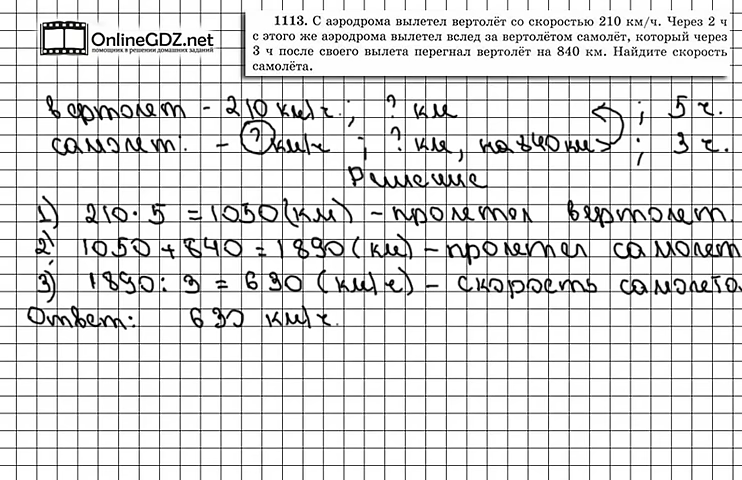 OnlineGDZ.net
помощник в решении домашних заданий
1113. С аэродрома вылетел вертолёт со скоростью 210 км/ч. Через 2 ч
с этого же аэродрома вылетел вслед за вертолётом самолёт, который через
3 ч после своего вылета перегнал вертолёт на 840 км. Найдите скорость
самолёта.
вертолет - 210 км/ч.; ? км ; 5 ч.
самолет: - ? км/ч ; ? км, на 840 км > ; 3 ч.
Решение
1) 210 · 5 = 1050 (км) - пролетел вертолет.
2) 1050 + 840 = 1890 (км) - пролетел самолет
3) 1890 : 3 = 630 (км/ч) - скорость самолета.
Ответ: 630 км/ч.